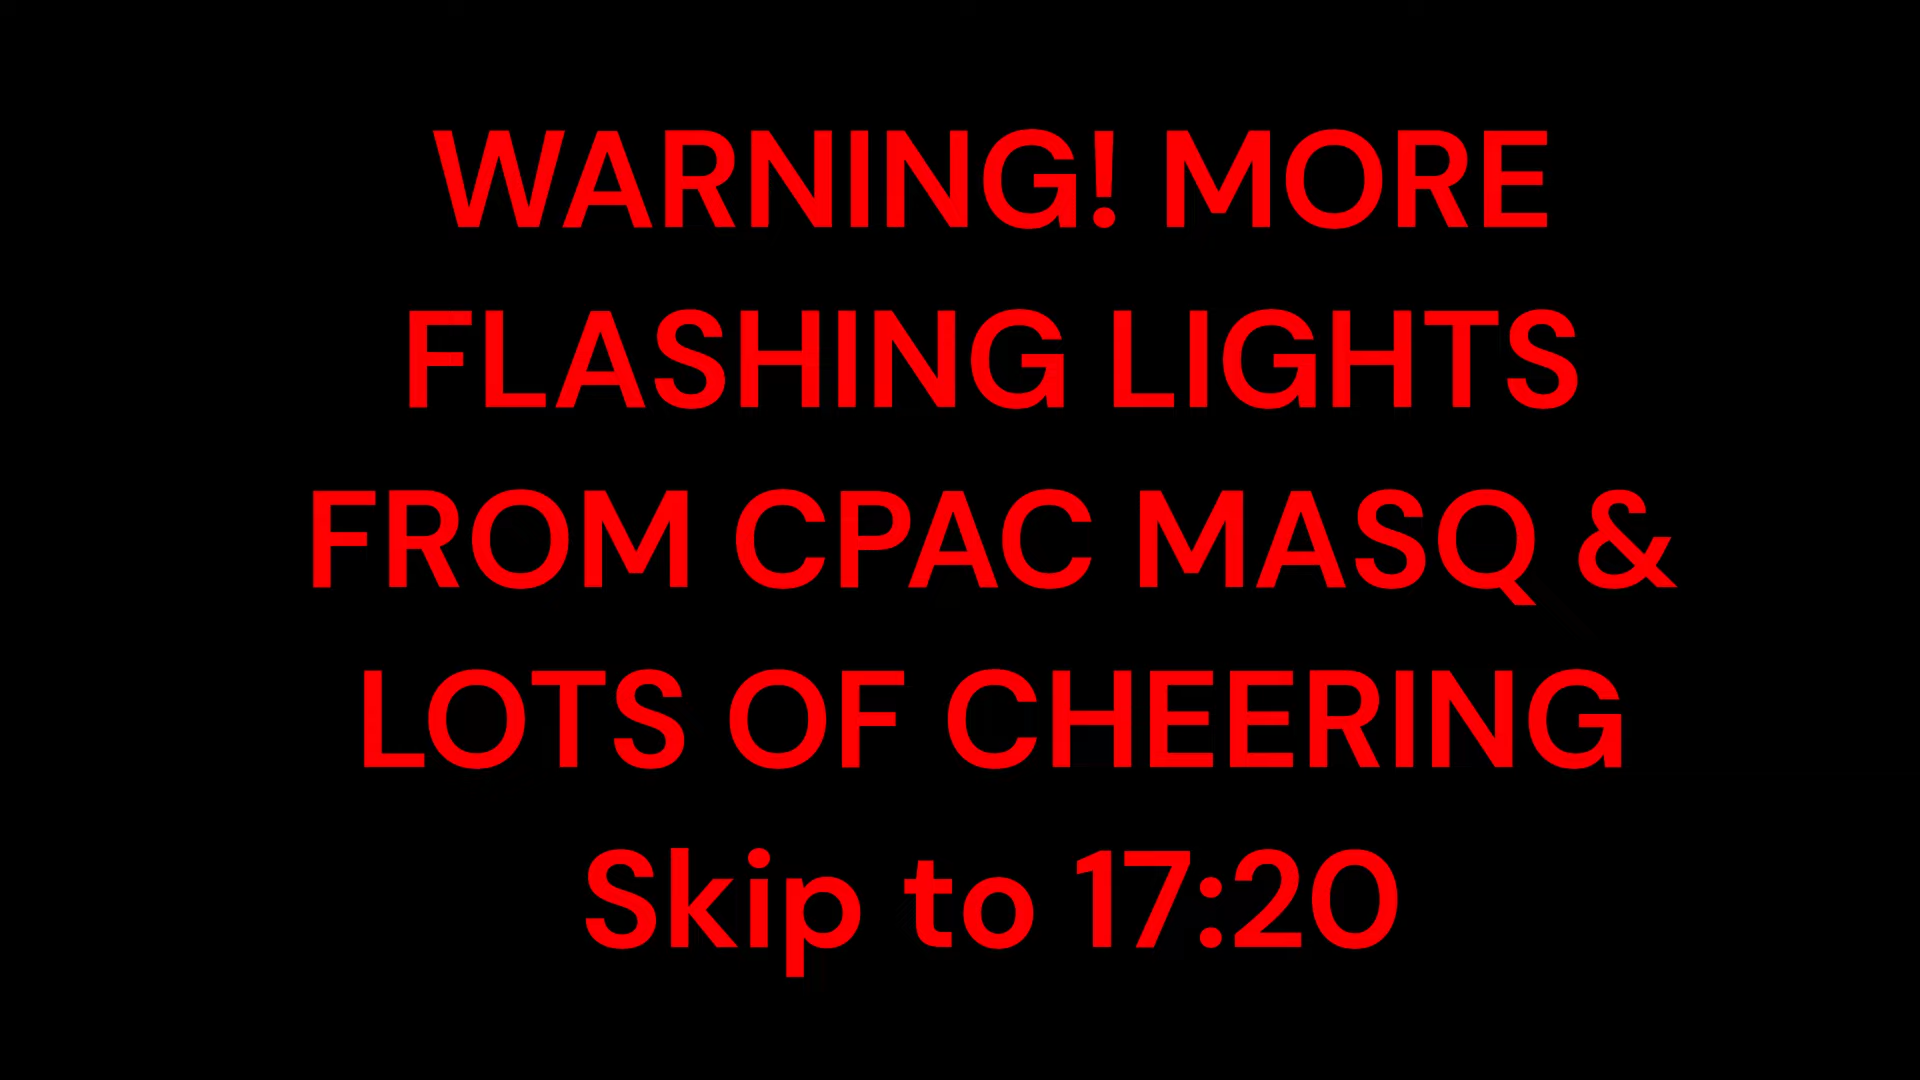 WARNING! MORE
FLASHING LIGHTS
FROM CPAC MASQ &
LOTS OF CHEERING
Skip to 17:20